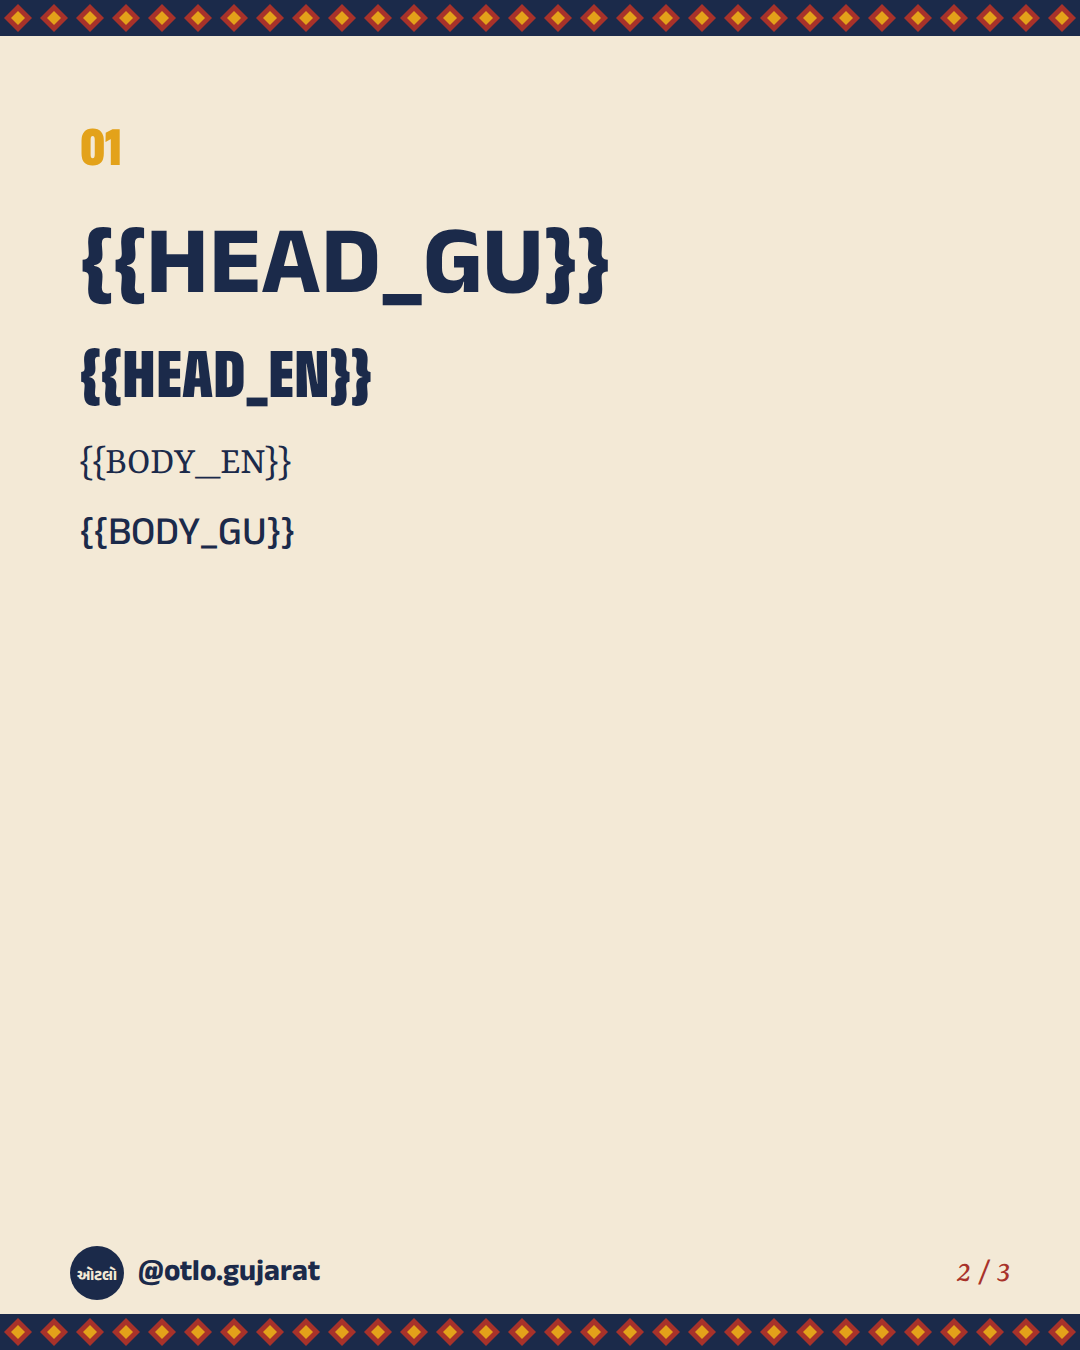 01
{{HEAD_GU}}
{{HEAD_EN}}
{{BODY_EN}}
{{BODY_GU}}
ઓટલો @otlo.gujarat
2 / 3